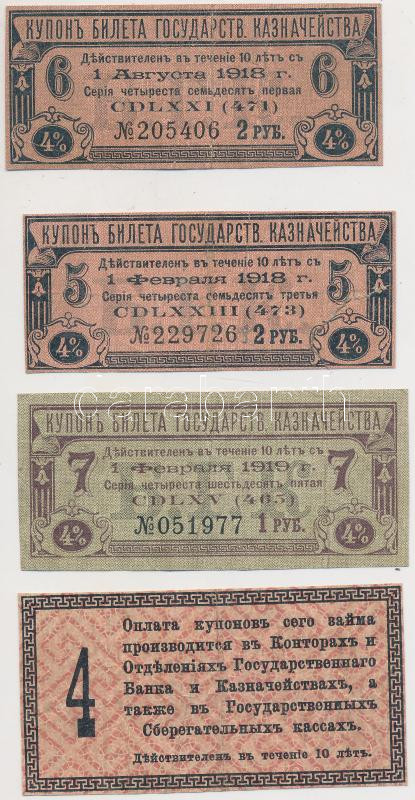 КУПОНЪ БИЛЕТА ГОСУДАРСТВ. КАЗНАЧЕЙСТВА
Дѣйствителенъ въ теченіе 10 лѣтъ съ
6 1 Августа 1918 г. 6
Серія четыреста семьдесятъ первая
CDLXXI (471)
4% №205406 2 РУБ. 4%
КУПОНЪ БИЛЕТА ГОСУДАРСТВ. КАЗНАЧЕЙСТВА
Дѣйствителенъ въ теченіе 10 лѣтъ съ
5 1 Февраля 1918 г. 5
Серія четыреста семьдесятъ третья
CDLXXIII (473)
4% №229726 2 РУБ. 4%
darabanth
КУПОНЪ БИЛЕТА ГОСУДАРСТВ. КАЗНАЧЕЙСТВА
Дѣйствителенъ въ теченіе 10 лѣтъ съ
7 1 Февраля 1919 г. 7
Серія четыреста шестьдесятъ пятая
CDLXV (465)
4% №051977 1 РУБ. 4%
4
Оплата купоновъ сего займа
производится въ Конторахъ и
Отдѣленіяхъ Государственнаго
Банка и Казначействахъ, а
также въ Государственныхъ
Сберегательныхъ кассахъ.
Дѣйствителенъ въ теченіе 10 лѣтъ.